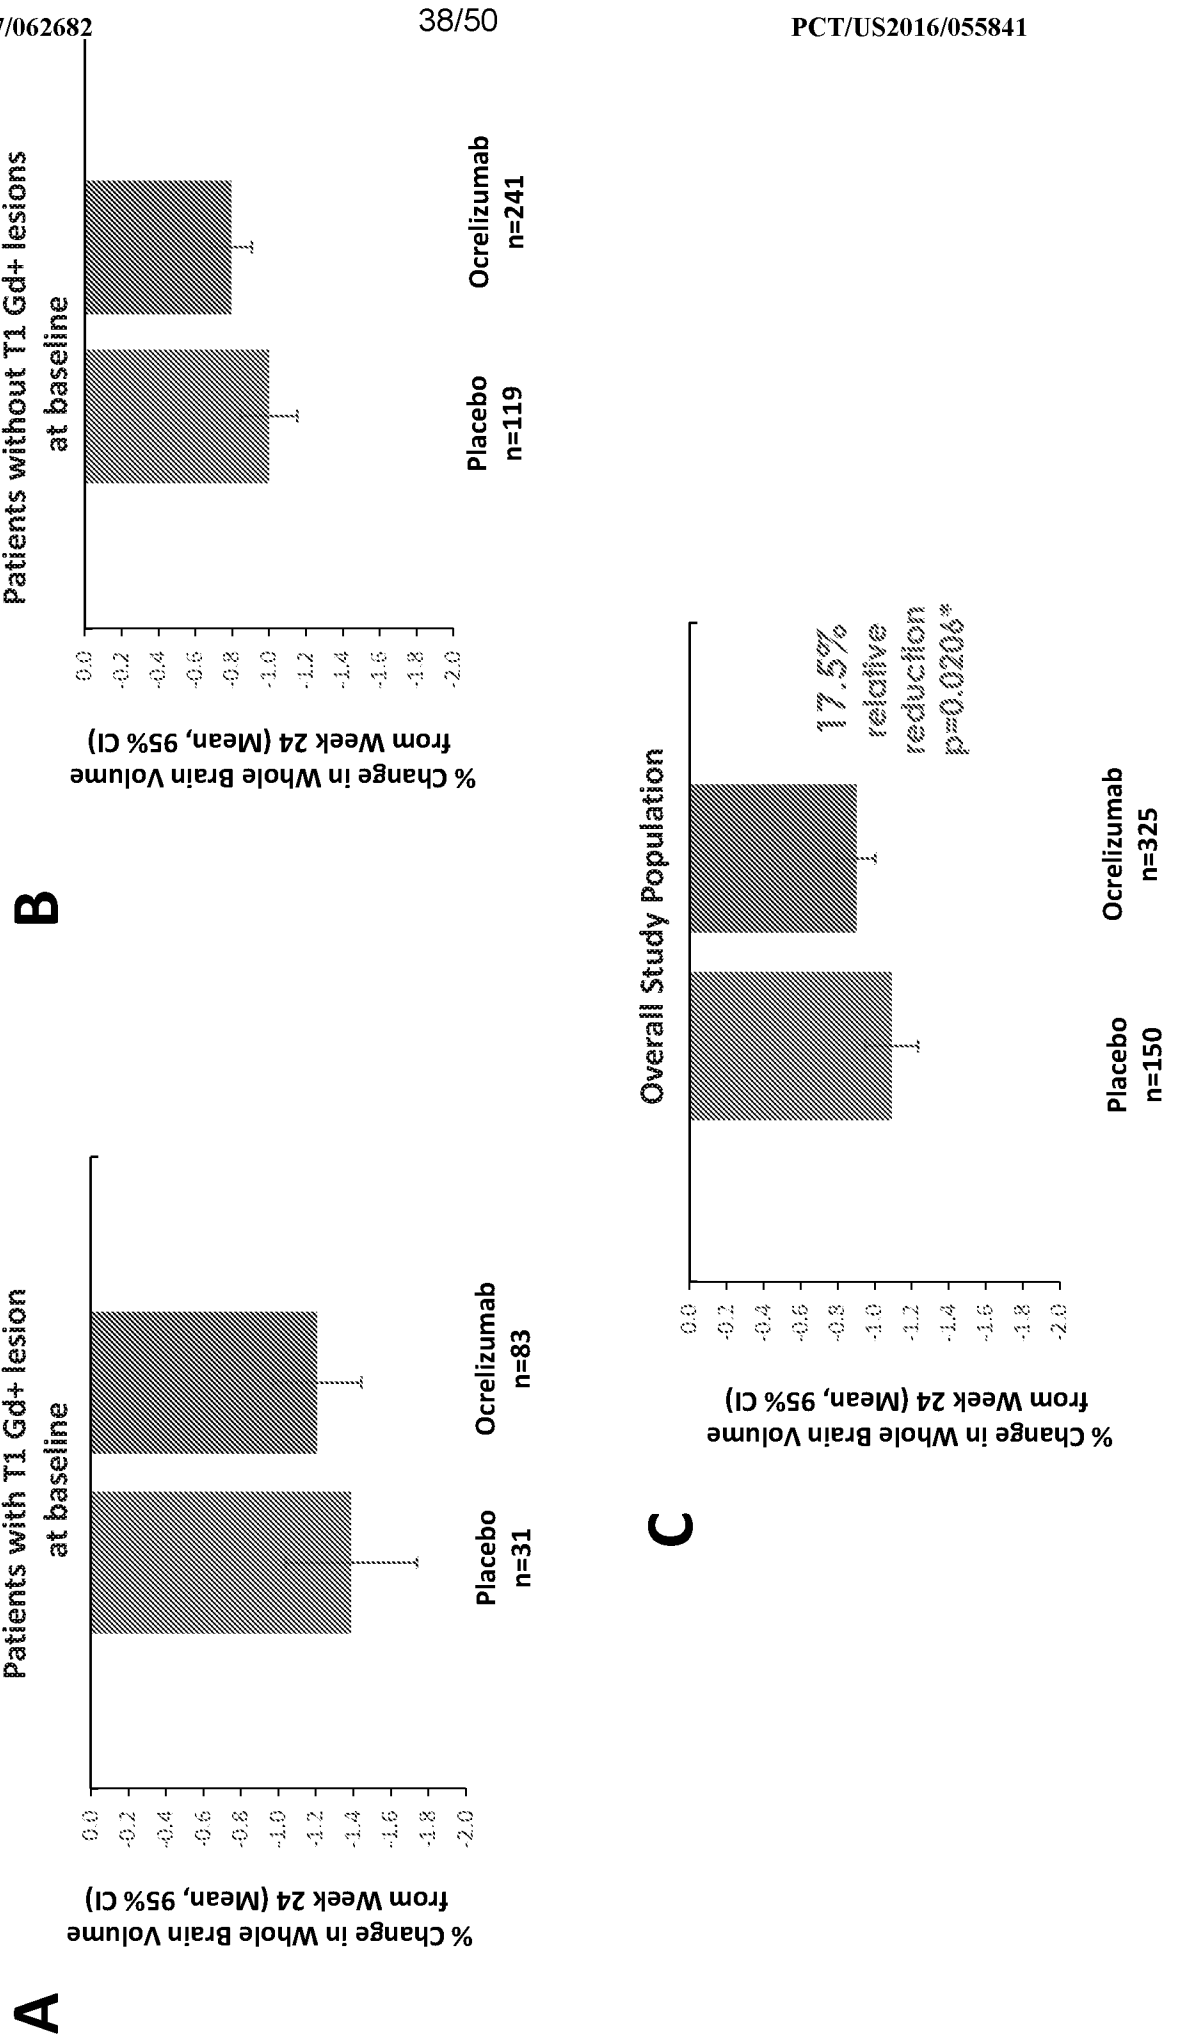 7/062682
38/50
PCT/US2016/055841
A
Patients with T1 Gd+ lesion
at baseline
% Change in Whole Brain Volume
from Week 24 (Mean, 95% CI)
0.0
-0.2
-0.4
-0.6
-0.8
-1.0
-1.2
-1.4
-1.6
-1.8
-2.0
Placebo
n=31
Ocrelizumab
n=83
B
Patients without T1 Gd+ lesions
at baseline
% Change in Whole Brain Volume
from Week 24 (Mean, 95% CI)
0.0
-0.2
-0.4
-0.6
-0.8
-1.0
-1.2
-1.4
-1.6
-1.8
-2.0
Placebo
n=119
Ocrelizumab
n=241
C
Overall Study Population
% Change in Whole Brain Volume
from Week 24 (Mean, 95% CI)
0.0
-0.2
-0.4
-0.6
-0.8
-1.0
-1.2
-1.4
-1.6
-1.8
-2.0
17.5%
relative
reduction
p=0.0206*
Placebo
n=150
Ocrelizumab
n=325